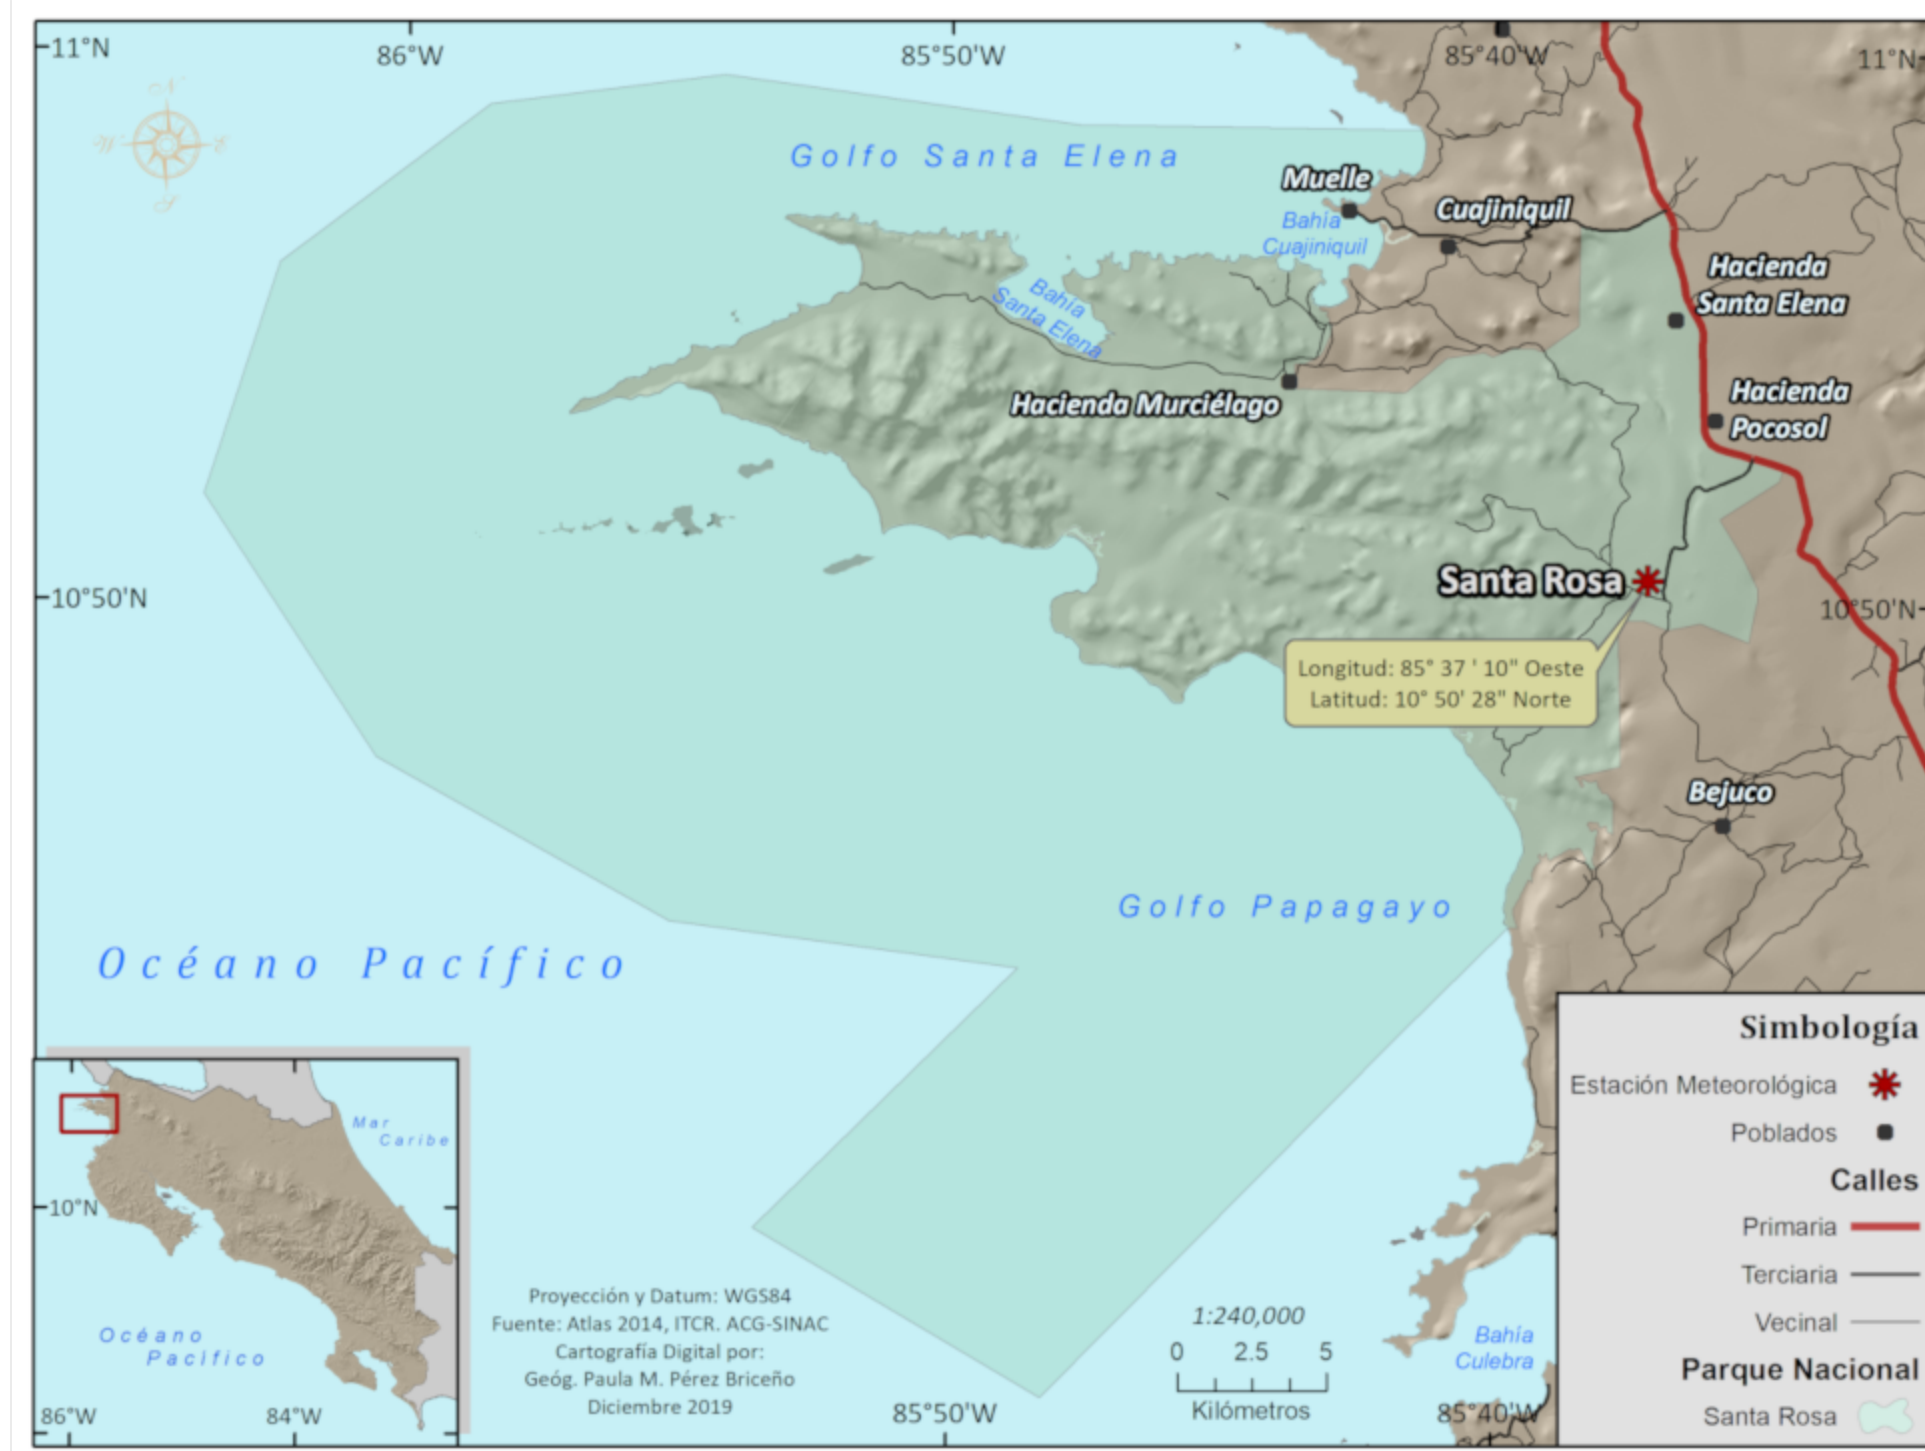 11°N
86°W
85°50'W
85°40'W
11°N
N
W
E
S
Golfo Santa Elena
Muelle
Bahía
Cuajiniquil
Cuajiniquil
Hacienda
Santa Elena
Bahía
Santa Elena
Hacienda Murciélago
Hacienda
Pocosol
Santa Rosa
10°50'N
10°50'N
Longitud: 85° 37 ' 10" Oeste
Latitud: 10° 50' 28" Norte
Bejuco
Golfo Papagayo
Océano Pacífico
Simbología
Estación Meteorológica
Poblados
Calles
Primaria
Terciaria
Vecinal
Parque Nacional
Santa Rosa
Mar
Caribe
10°N
Océano
Pacífico
86°W
84°W
Proyección y Datum: WGS84
Fuente: Atlas 2014, ITCR. ACG-SINAC
Cartografía Digital por:
Geóg. Paula M. Pérez Briceño
Diciembre 2019
1:240,000
0 2.5 5
Kilómetros
Bahía
Culebra
85°50'W
85°40'W